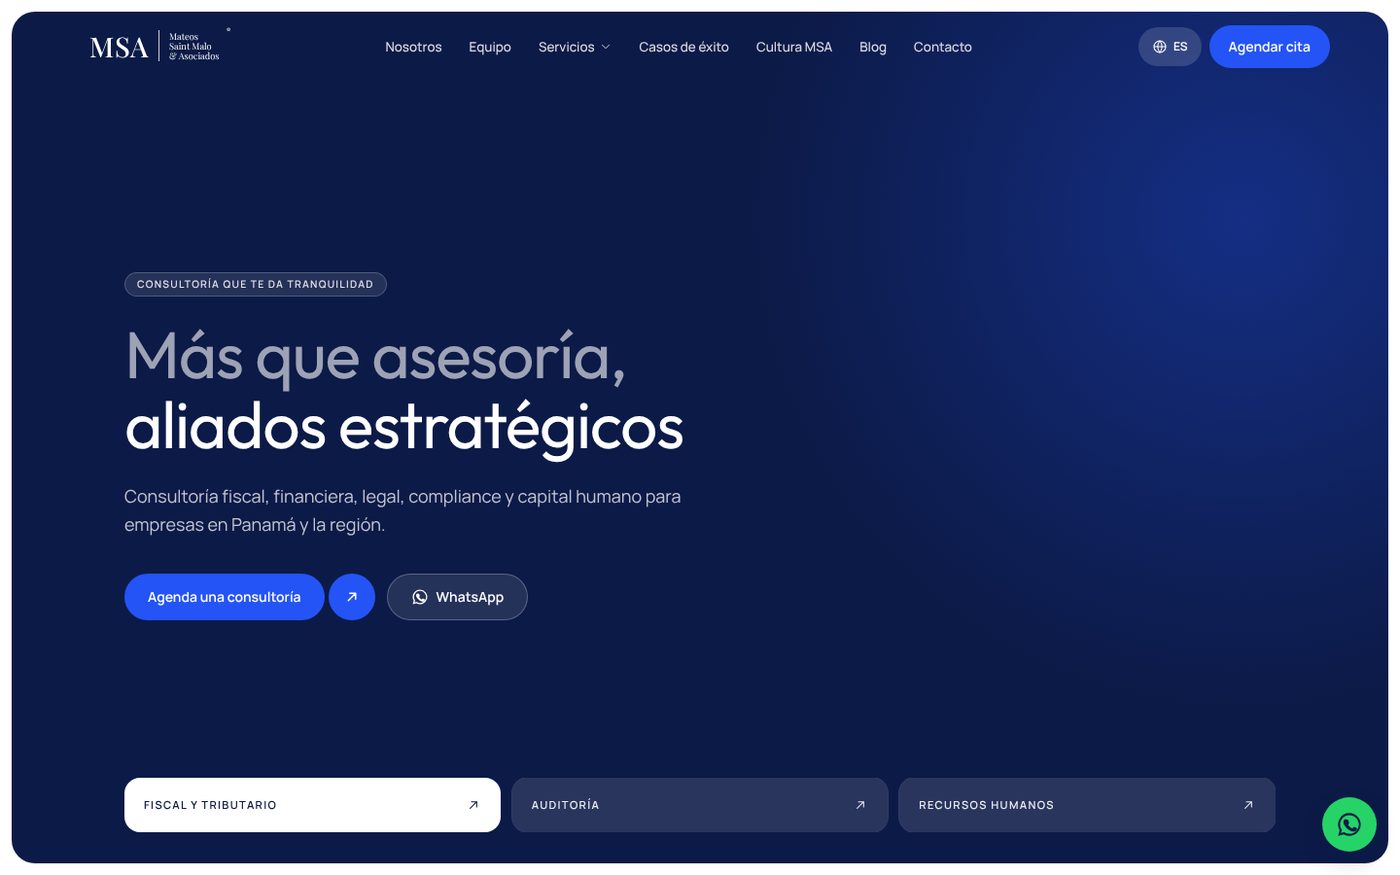 MSA
Mateos
Saint Malo
& Asociados
Nosotros
Equipo
Servicios
Casos de éxito
Cultura MSA
Blog
Contacto
ES
Agendar cita
CONSULTORÍA QUE TE DA TRANQUILIDAD
Más que asesoría,
aliados estratégicos
Consultoría fiscal, financiera, legal, compliance y capital humano para
empresas en Panamá y la región.
Agenda una consultoría
WhatsApp
FISCAL Y TRIBUTARIO
AUDITORÍA
RECURSOS HUMANOS